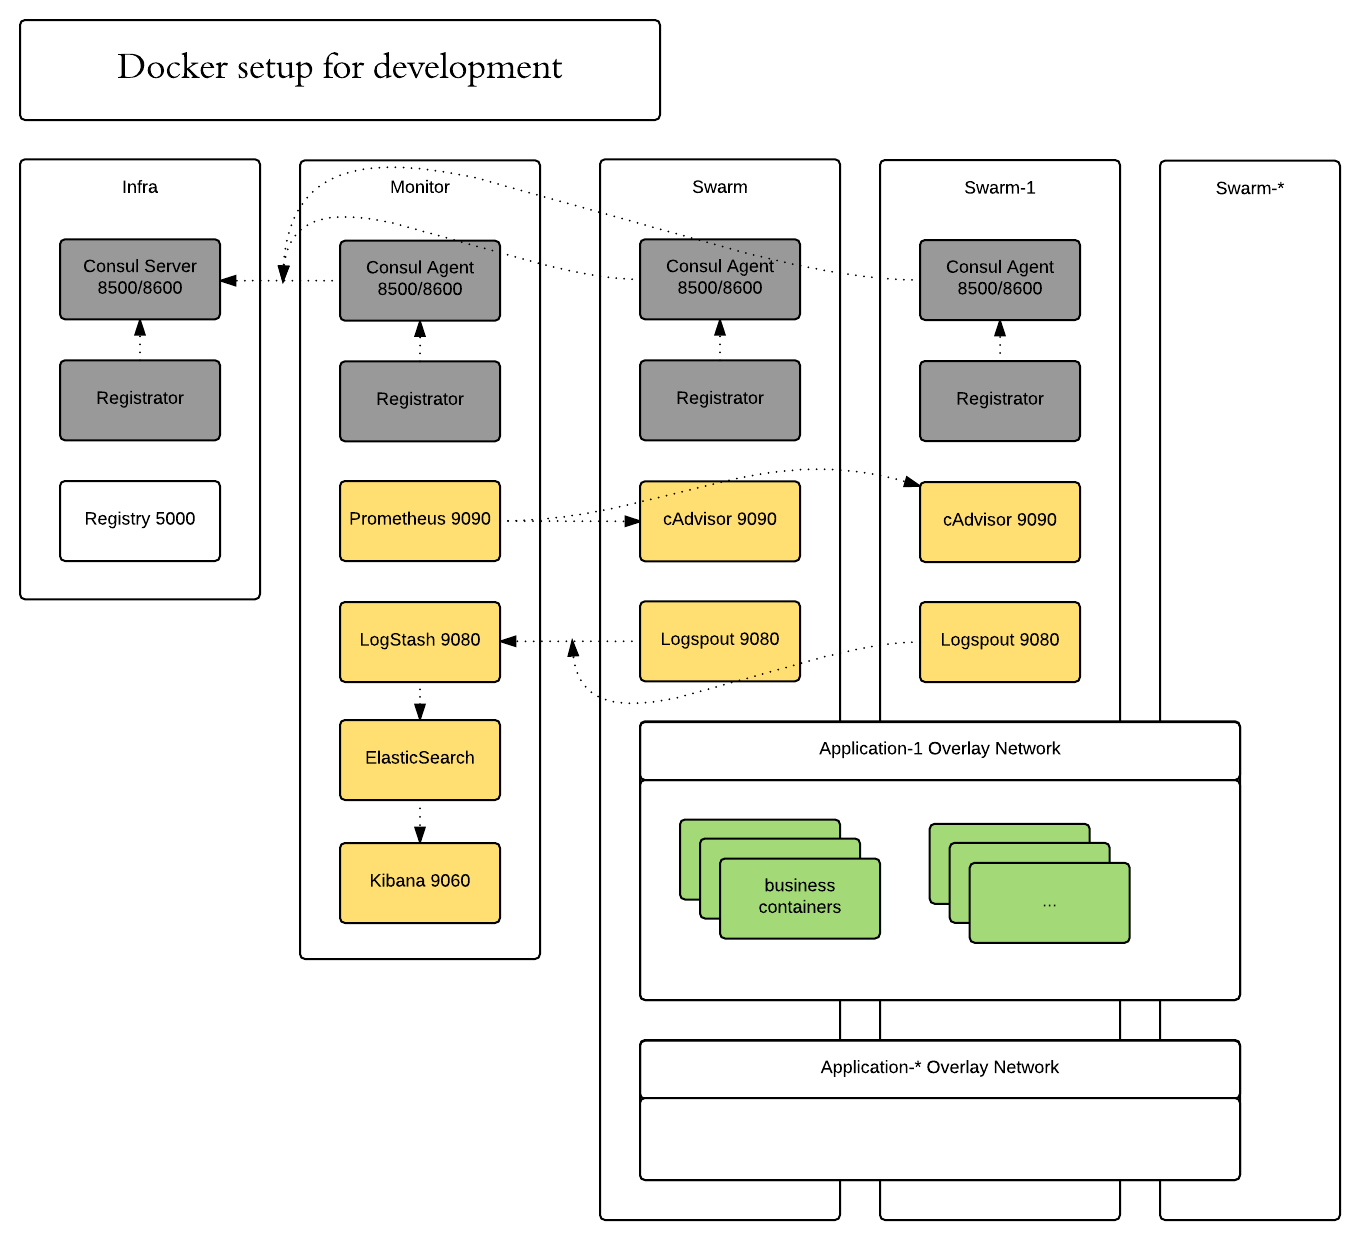 Docker setup for development
Infra
Consul Server
8500/8600
Registrator
Registry 5000
Monitor
Consul Agent
8500/8600
Registrator
Prometheus 9090
LogStash 9080
ElasticSearch
Kibana 9060
Swarm
Consul Agent
8500/8600
Registrator
cAdvisor 9090
Logspout 9080
Swarm-1
Consul Agent
8500/8600
Registrator
cAdvisor 9090
Logspout 9080
Swarm-*
Application-1 Overlay Network
business
containers
...
Application-* Overlay Network